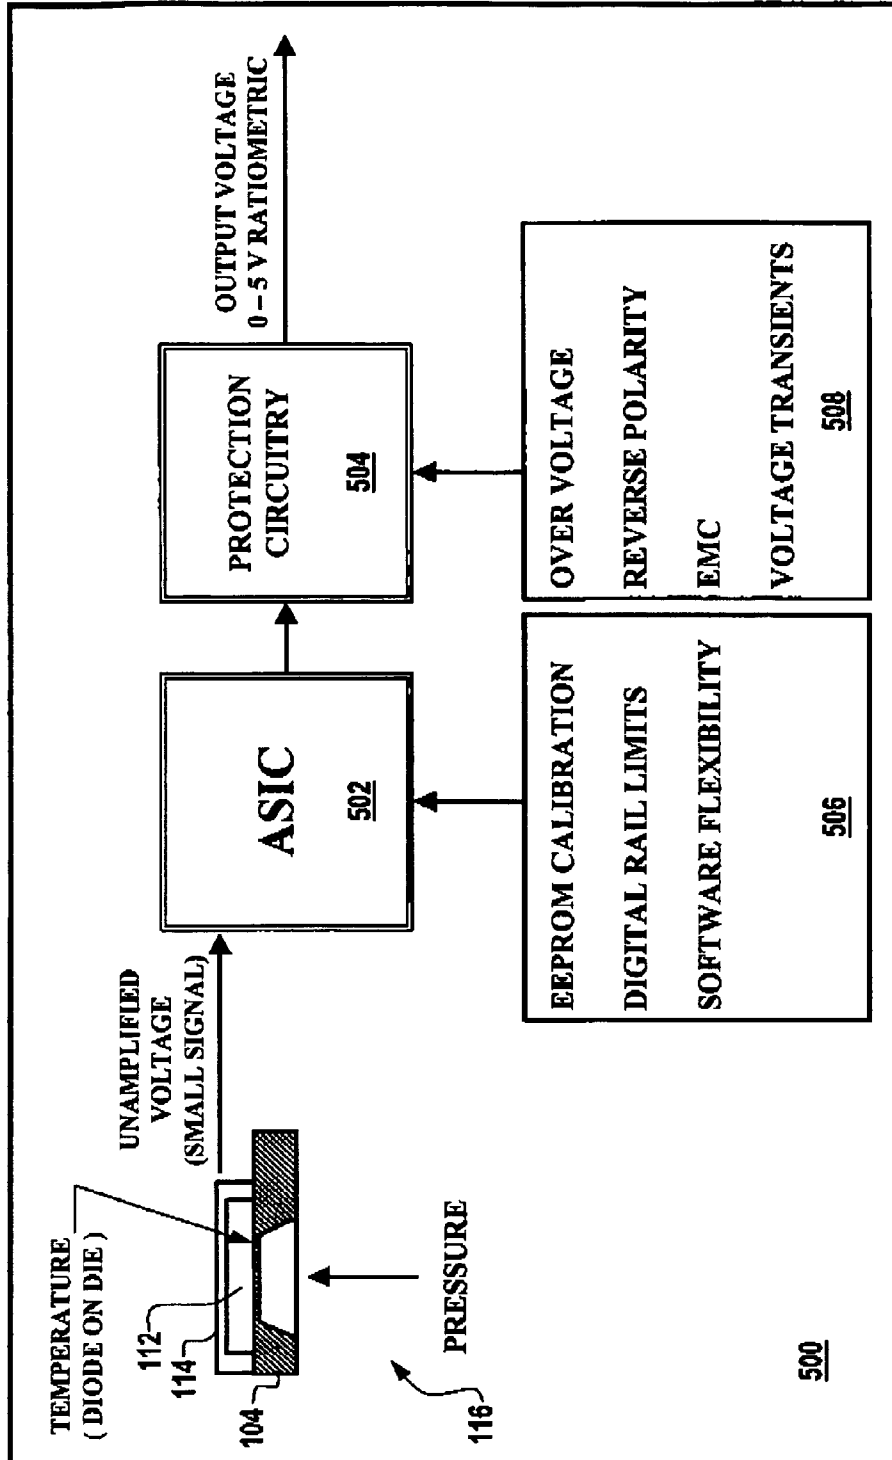 TEMPERATURE
( DIODE ON DIE )
112
114
104
116
PRESSURE
UNAMPLIFIED
VOLTAGE
(SMALL SIGNAL)
ASIC
502
PROTECTION
CIRCUITRY
504
OUTPUT VOLTAGE
0 – 5 V RATIOMETRIC
EEPROM CALIBRATION
DIGITAL RAIL LIMITS
SOFTWARE FLEXIBILITY
506
OVER VOLTAGE
REVERSE POLARITY
EMC
VOLTAGE TRANSIENTS
508
500